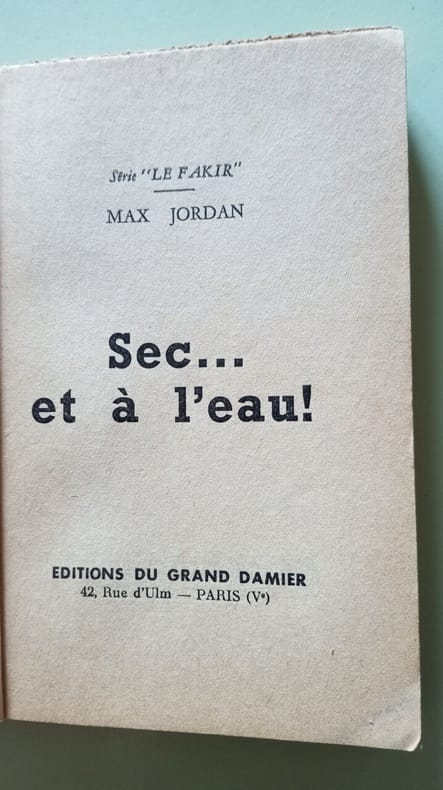 Série "LE FAKIR"
MAX JORDAN
Sec...
et à l'eau!
EDITIONS DU GRAND DAMIER
42, Rue d'Ulm — PARIS (Vᵉ)